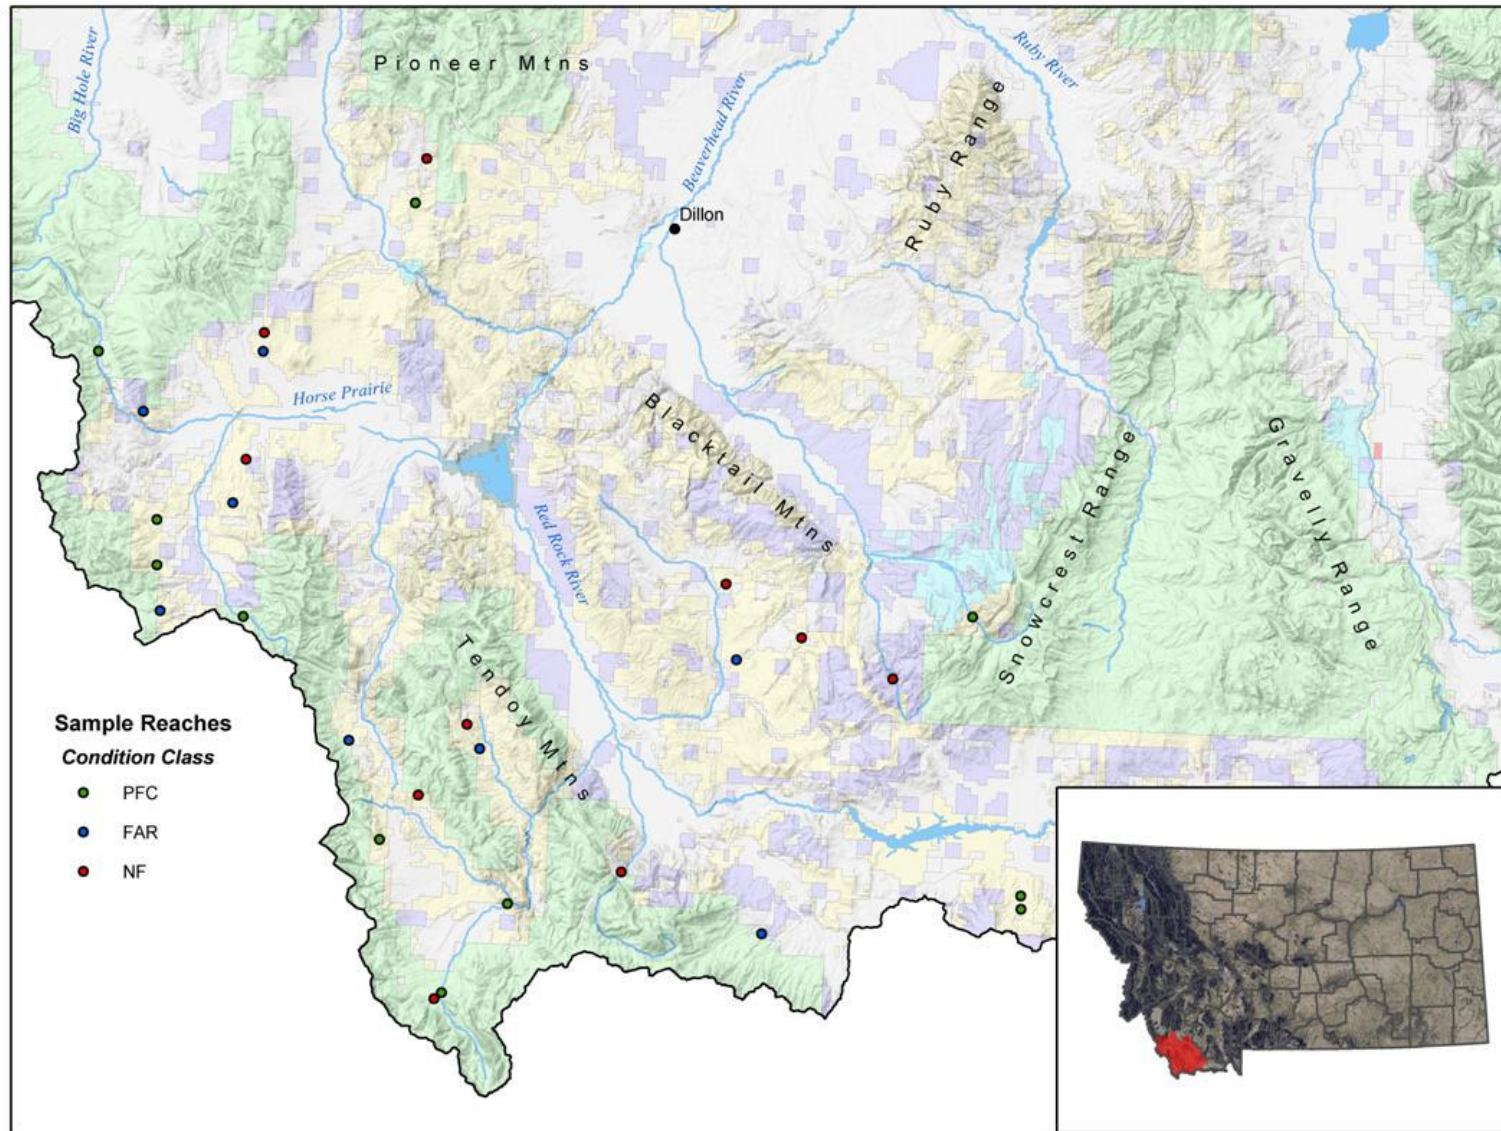 Pioneer Mtns
Big Hole River
Beaverhead River
Ruby River
Ruby Range
Dillon
Horse Prairie
Blacktail Mtns
Red Rock River
Snowcrest Range
Gravelly Range
Tendoy Mtns
Sample Reaches
Condition Class
PFC
FAR
NF